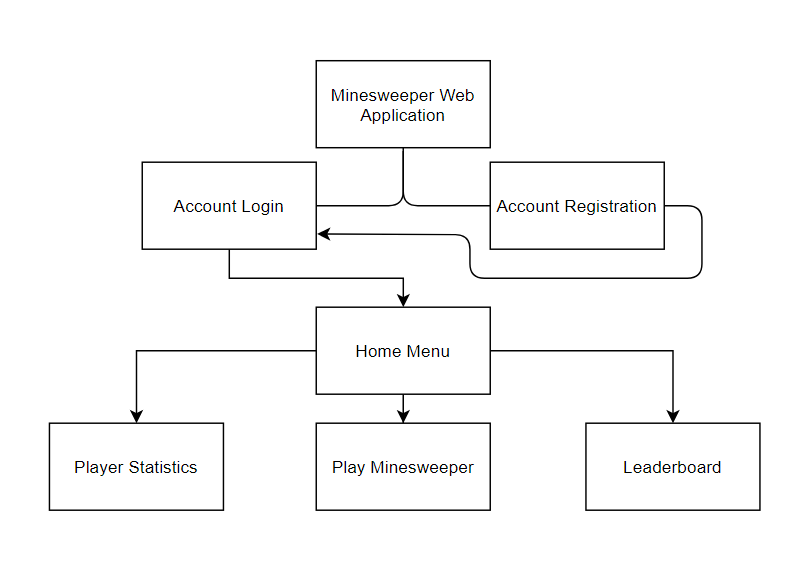 Minesweeper Web
Application
Account Login
Account Registration
Home Menu
Player Statistics
Play Minesweeper
Leaderboard